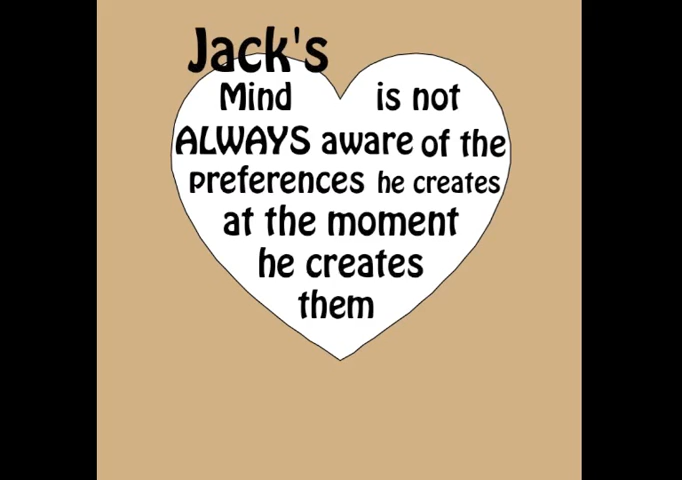 Jack's
Mind is not
ALWAYS aware of the
preferences he creates
at the moment
he creates
them